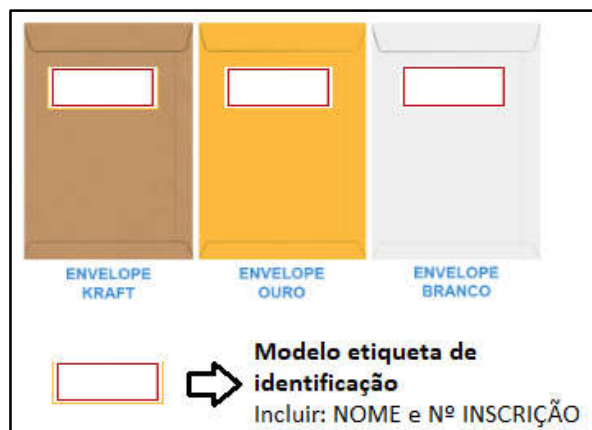 ENVELOPE
KRAFT
ENVELOPE
OURO
ENVELOPE
BRANCO
Modelo etiqueta de
identificação
Incluir: NOME e Nº INSCRIÇÃO